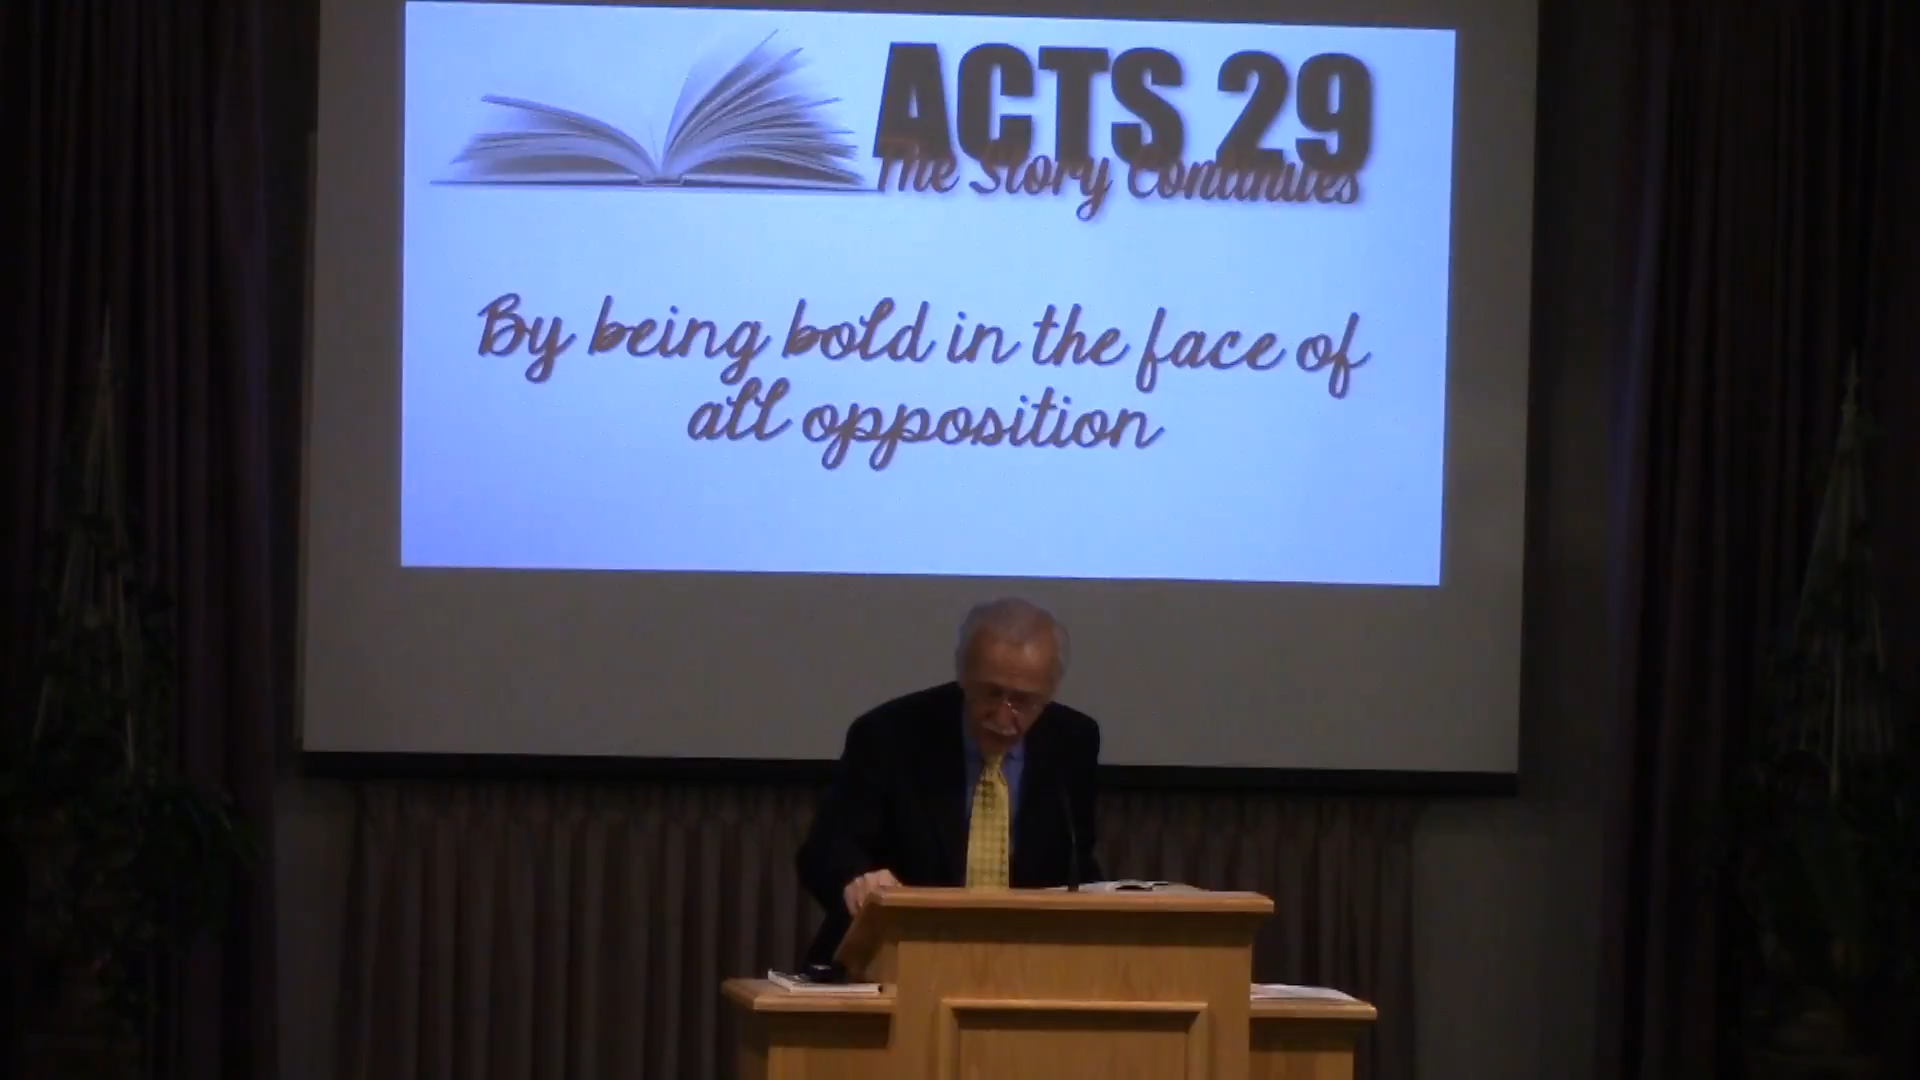 ACTS 29
The Story Continues
By being bold in the face of
all opposition